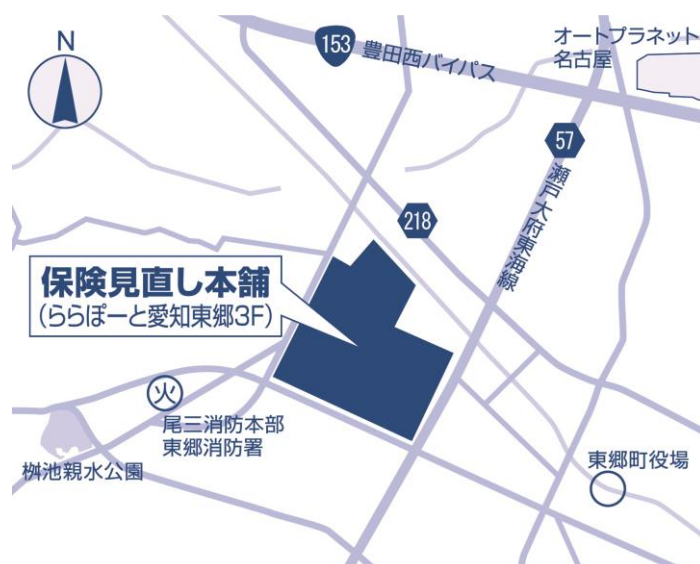 N
153
豊田西バイパス
オートプラネット
名古屋
57
瀬戸大府東海線
218
保険見直し本舗
(ららぽーと愛知東郷3F)
火
尾三消防本部
東郷消防署
桝池親水公園
東郷町役場